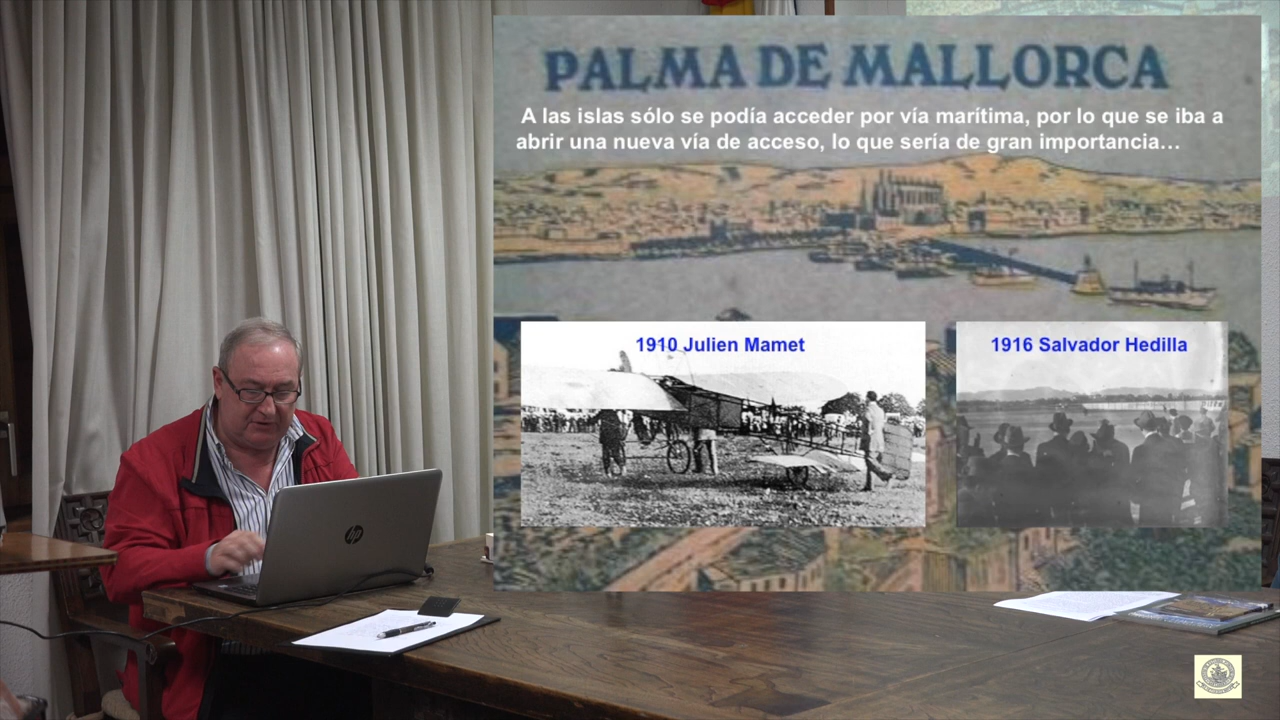 PALMA DE MALLORCA
A las islas sólo se podía acceder por vía marítima, por lo que se iba a
abrir una nueva vía de acceso, lo que sería de gran importancia...
1910 Julien Mamet
1916 Salvador Hedilla
hp